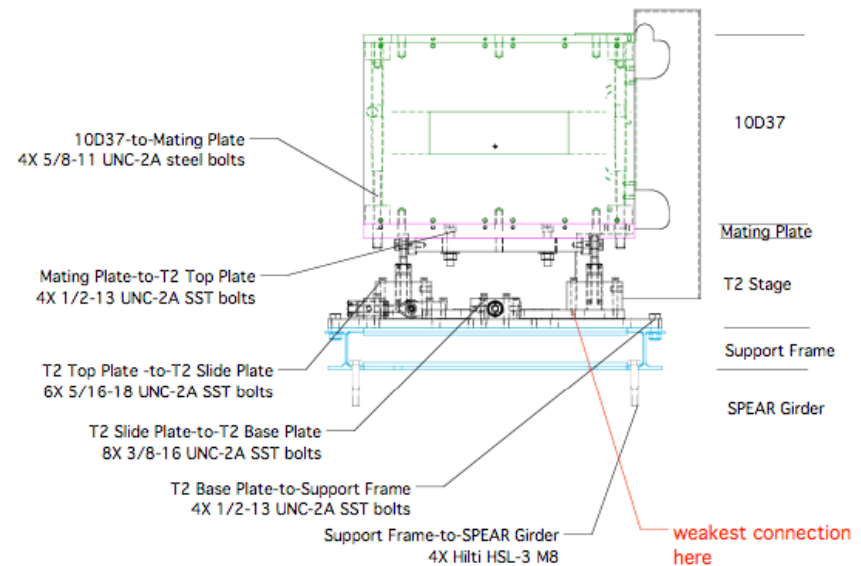 10D37-to-Mating Plate
4X 5/8-11 UNC-2A steel bolts
Mating Plate-to-T2 Top Plate
4X 1/2-13 UNC-2A SST bolts
T2 Top Plate -to-T2 Slide Plate
6X 5/16-18 UNC-2A SST bolts
T2 Slide Plate-to-T2 Base Plate
8X 3/8-16 UNC-2A SST bolts
T2 Base Plate-to-Support Frame
4X 1/2-13 UNC-2A SST bolts
Support Frame-to-SPEAR Girder
4X Hilti HSL-3 M8
10D37
Mating Plate
T2 Stage
Support Frame
SPEAR Girder
weakest connection
here